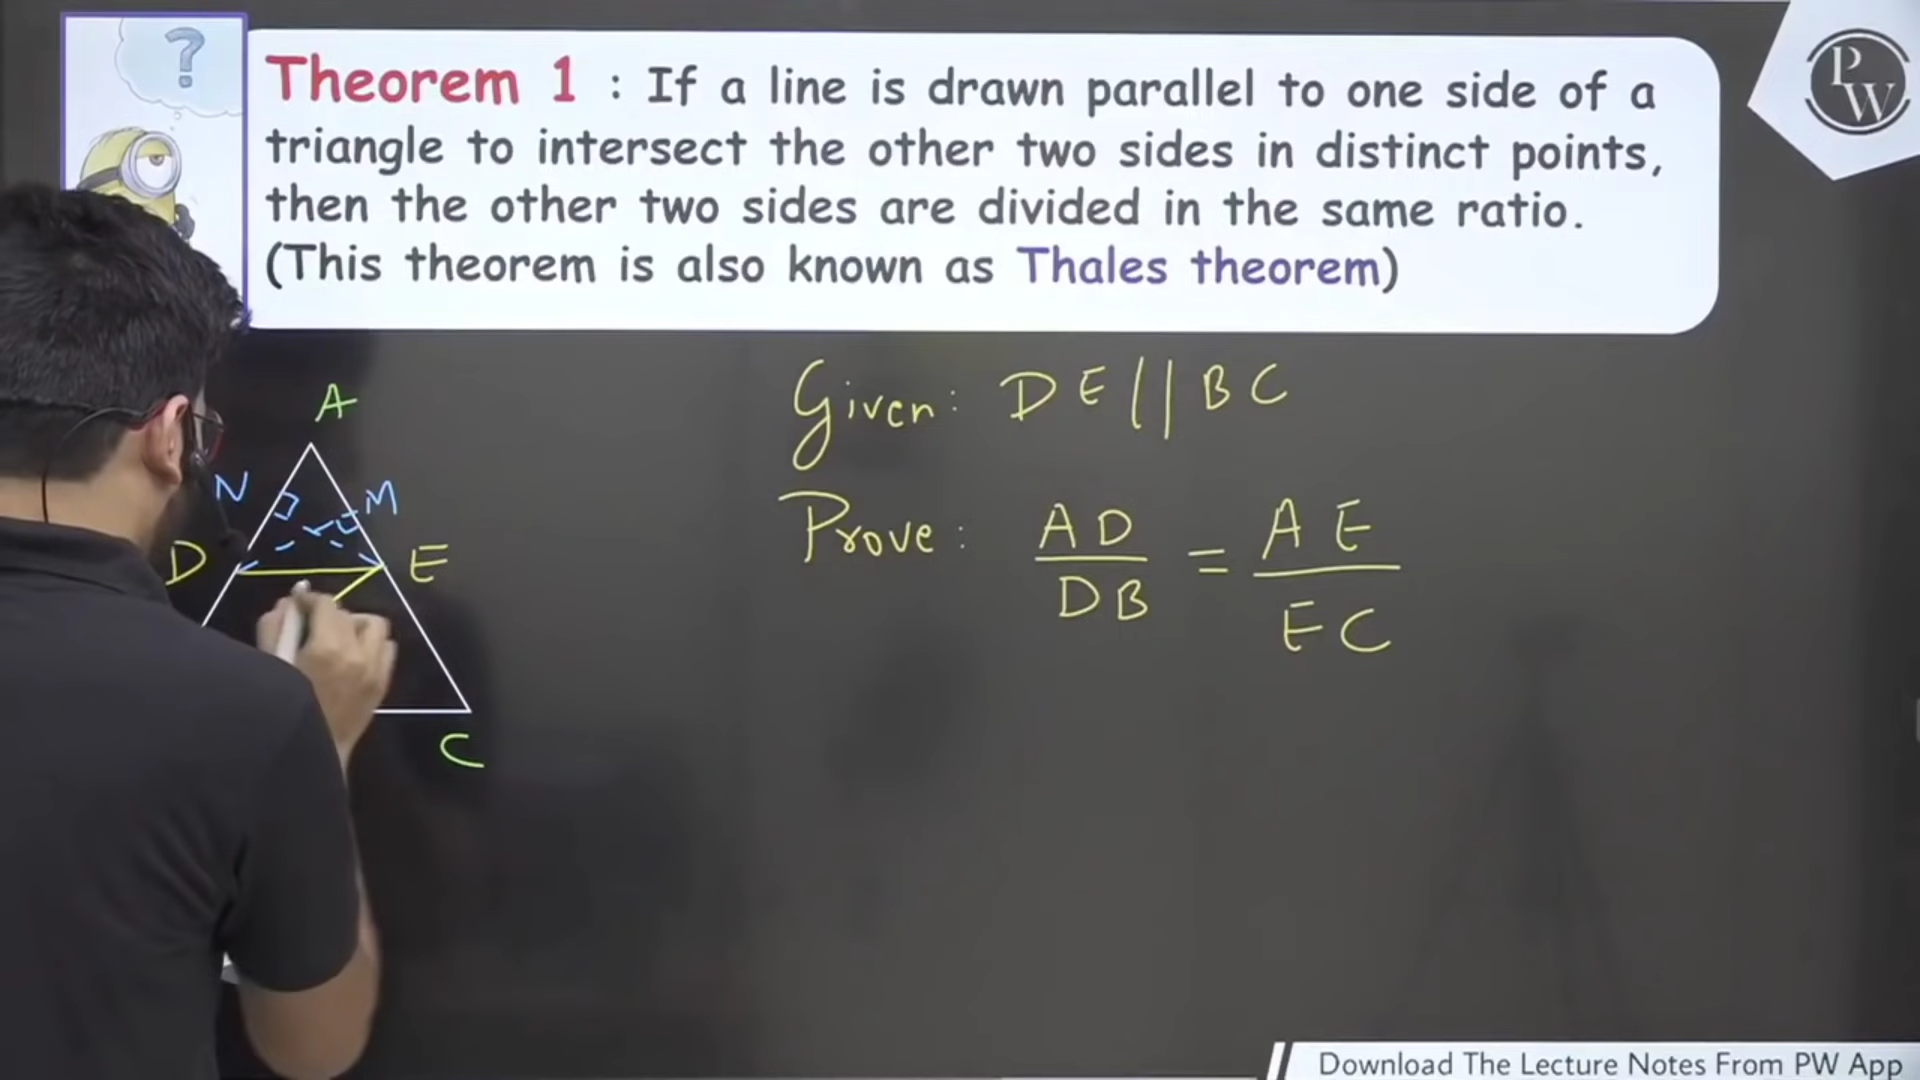 ?
PW
Theorem 1 : If a line is drawn parallel to one side of a
triangle to intersect the other two sides in distinct points,
then the other two sides are divided in the same ratio.
(This theorem is also known as Thales theorem)
Given: DE || BC
Prove: AD/DB = AE/EC
A
N
M
D
E
C
Download The Lecture Notes From PW App